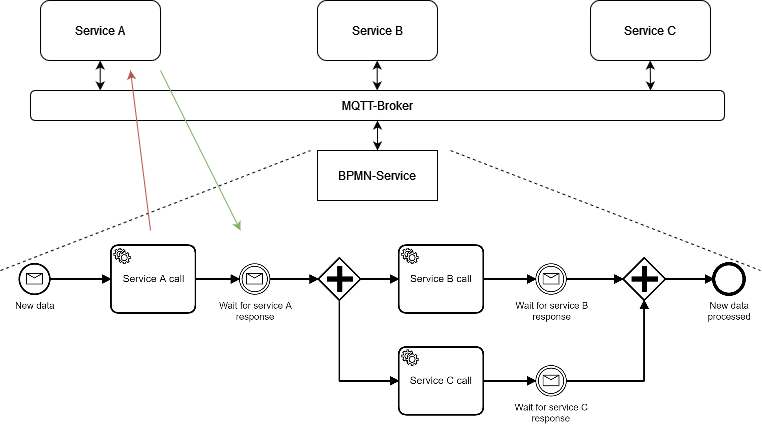 Service A
Service B
Service C
MQTT-Broker
BPMN-Service
Service A call
Service B call
New data
Wait for service A
response
Wait for service B
response
New data
processed
Service C call
Wait for service C
response